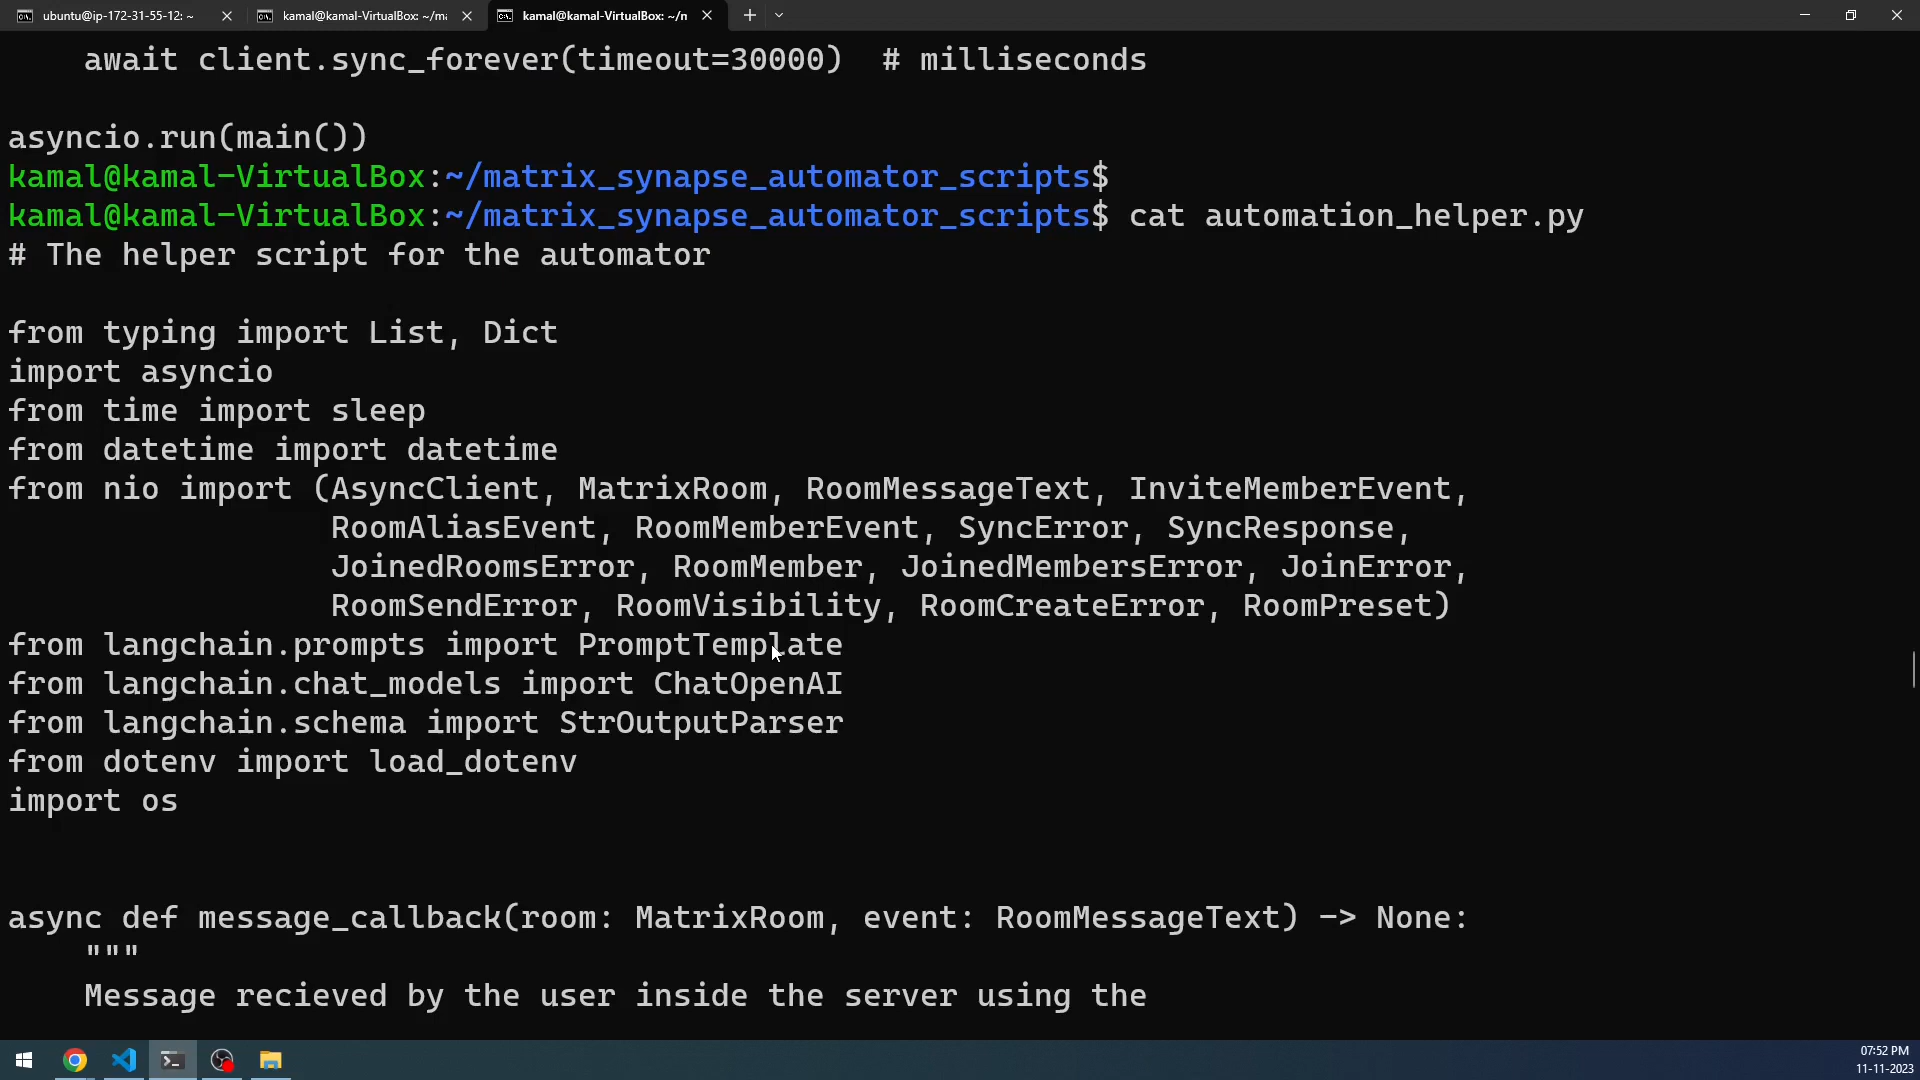 ubuntu@ip-172-31-55-12: ~
kamal@kamal-VirtualBox: ~/ma
kamal@kamal-VirtualBox: ~/n
    await client.sync_forever(timeout=30000)  # milliseconds
asyncio.run(main())
kamal@kamal-VirtualBox:~/matrix_synapse_automator_scripts$
kamal@kamal-VirtualBox:~/matrix_synapse_automator_scripts$ cat automation_helper.py
# The helper script for the automator
from typing import List, Dict
import asyncio
from time import sleep
from datetime import datetime
from nio import (AsyncClient, MatrixRoom, RoomMessageText, InviteMemberEvent,
                 RoomAliasEvent, RoomMemberEvent, SyncError, SyncResponse,
                 JoinedRoomsError, RoomMember, JoinedMembersError, JoinError,
                 RoomSendError, RoomVisibility, RoomCreateError, RoomPreset)
from langchain.prompts import PromptTemplate
from langchain.chat_models import ChatOpenAI
from langchain.schema import StrOutputParser
from dotenv import load_dotenv
import os
async def message_callback(room: MatrixRoom, event: RoomMessageText) -> None:
    """
    Message recieved by the user inside the server using the
07:52 PM
11-11-2023